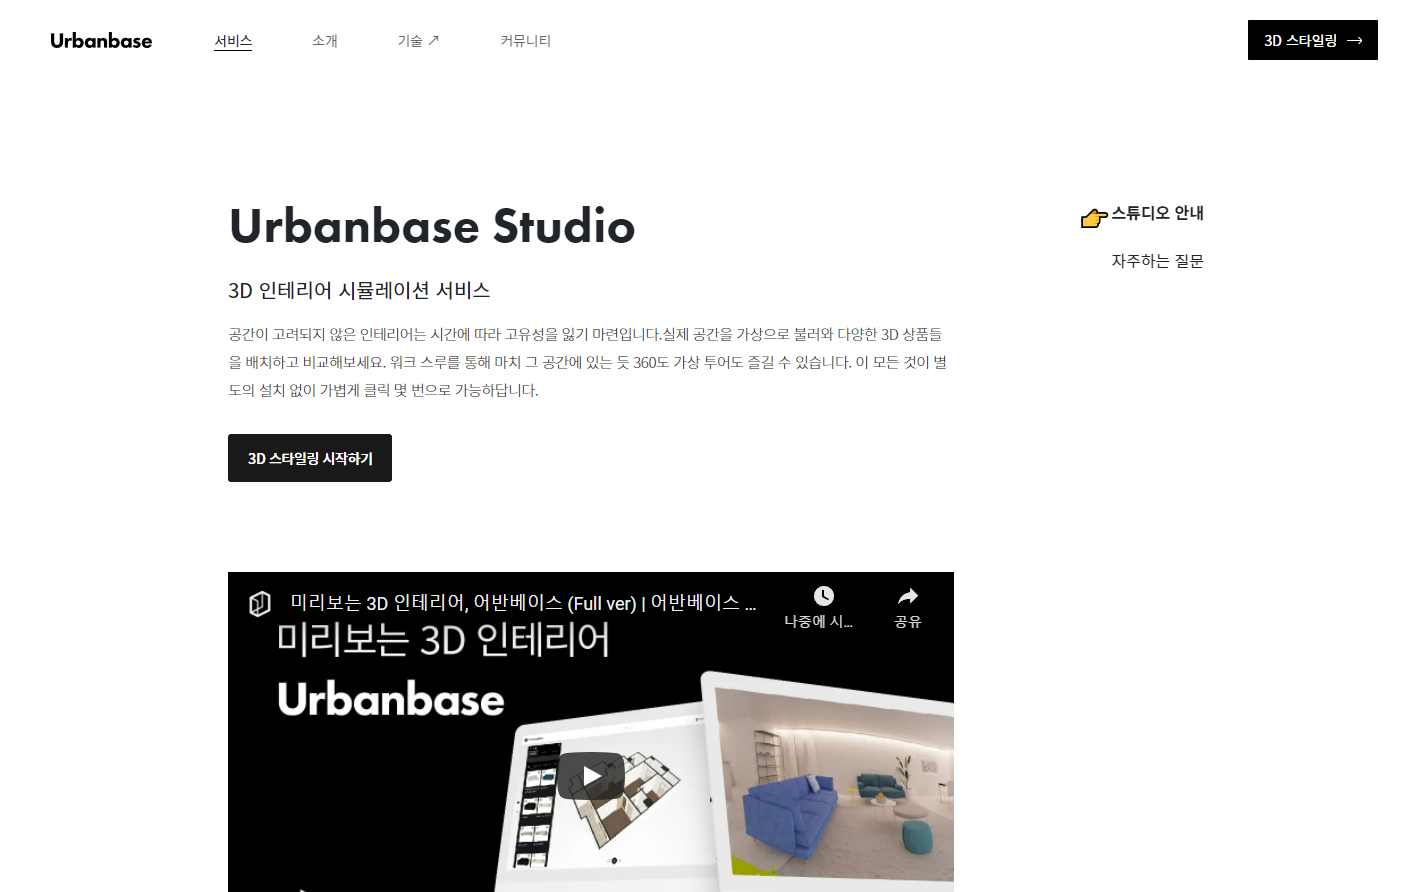 Urbanbase
서비스
소개
기술 ↗
커뮤니티
3D 스타일링 →
Urbanbase Studio
3D 인테리어 시뮬레이션 서비스
공간이 고려되지 않은 인테리어는 시간에 따라 고유성을 잃기 마련입니다.실제 공간을 가상으로 불러와 다양한 3D 상품들
을 배치하고 비교해보세요. 워크 스루를 통해 마치 그 공간에 있는 듯 360도 가상 투어도 즐길 수 있습니다. 이 모든 것이 별
도의 설치 없이 가볍게 클릭 몇 번으로 가능하답니다.
3D 스타일링 시작하기
스튜디오 안내
자주하는 질문
미리보는 3D 인테리어, 어반베이스 (Full ver) | 어반베이스 ...
나중에 시...
공유
미리보는 3D 인테리어
Urbanbase